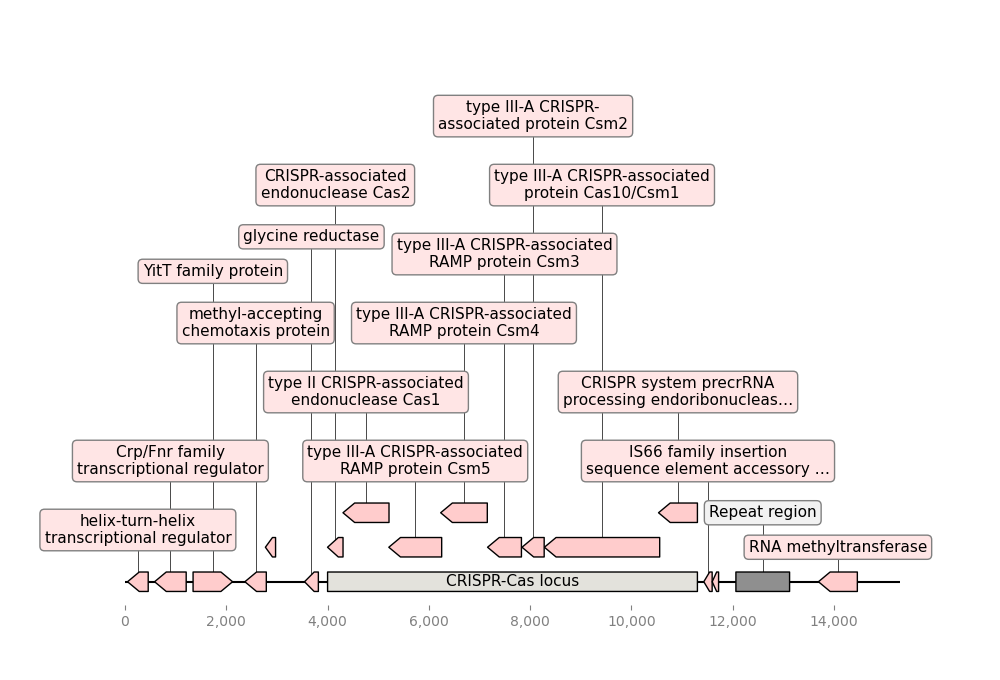 type III-A CRISPR-
associated protein Csm2
CRISPR-associated
endonuclease Cas2
type III-A CRISPR-associated
protein Cas10/Csm1
glycine reductase
type III-A CRISPR-associated
RAMP protein Csm3
YitT family protein
methyl-accepting
chemotaxis protein
type III-A CRISPR-associated
RAMP protein Csm4
type II CRISPR-associated
endonuclease Cas1
CRISPR system precrRNA
processing endoribonucleas...
Crp/Fnr family
transcriptional regulator
type III-A CRISPR-associated
RAMP protein Csm5
IS66 family insertion
sequence element accessory ...
helix-turn-helix
transcriptional regulator
Repeat region
RNA methyltransferase
CRISPR-Cas locus
0 2,000 4,000 6,000 8,000 10,000 12,000 14,000